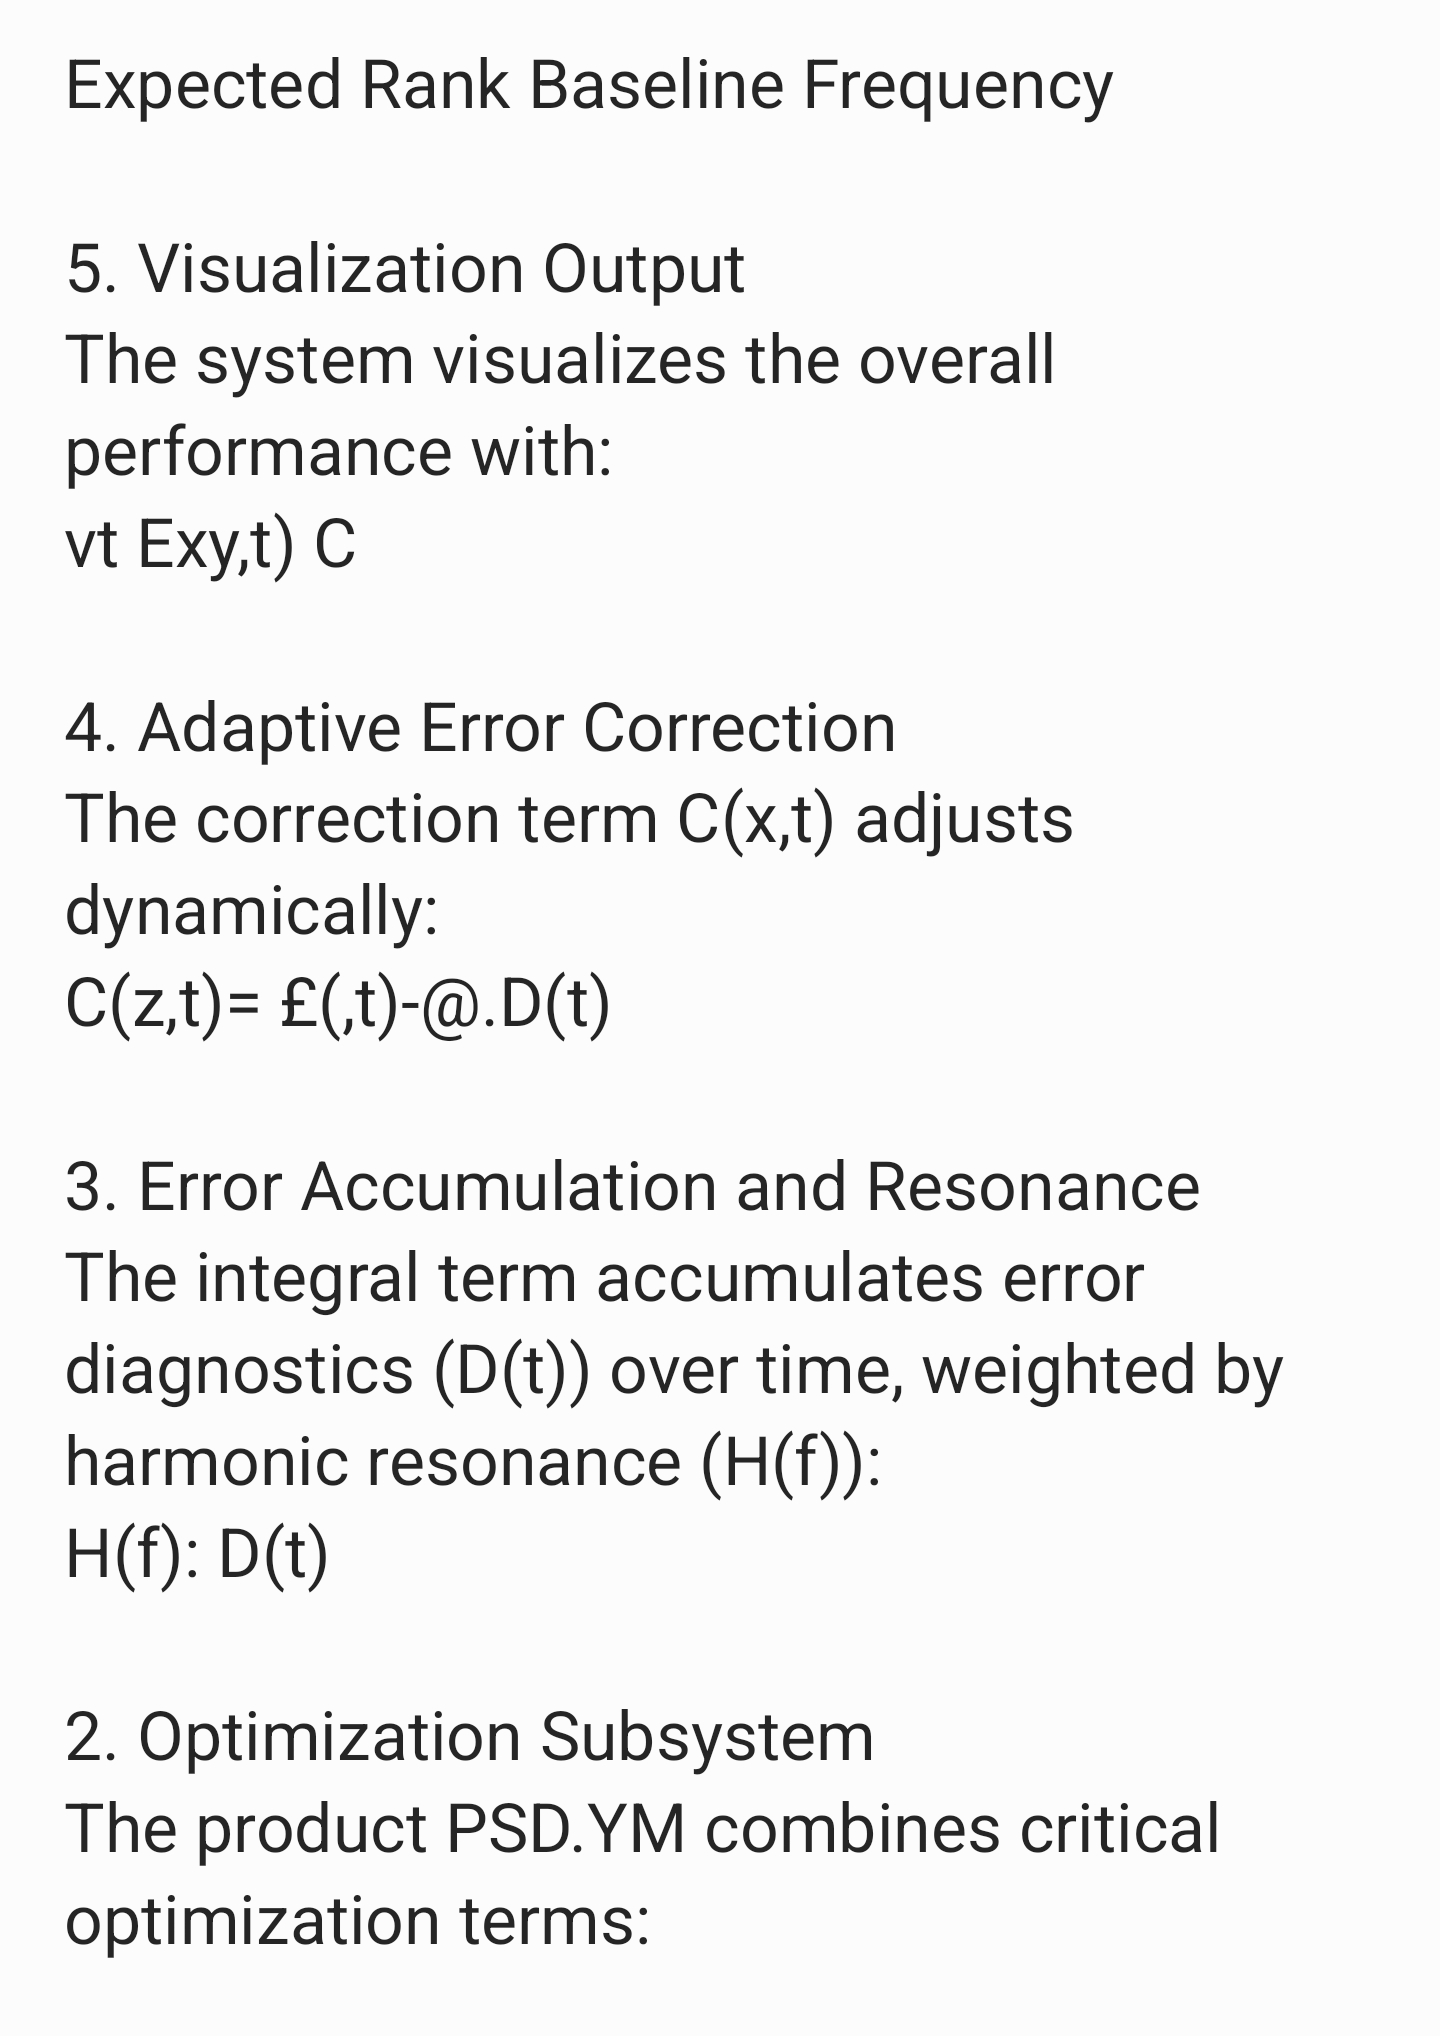 Expected Rank Baseline Frequency
5. Visualization Output
The system visualizes the overall
performance with:
vt Exy,t) C
4. Adaptive Error Correction
The correction term C(x,t) adjusts
dynamically:
C(z,t)= £(,t)-@.D(t)
3. Error Accumulation and Resonance
The integral term accumulates error
diagnostics (D(t)) over time, weighted by
harmonic resonance (H(f)):
H(f): D(t)
2. Optimization Subsystem
The product PSD.YM combines critical
optimization terms: